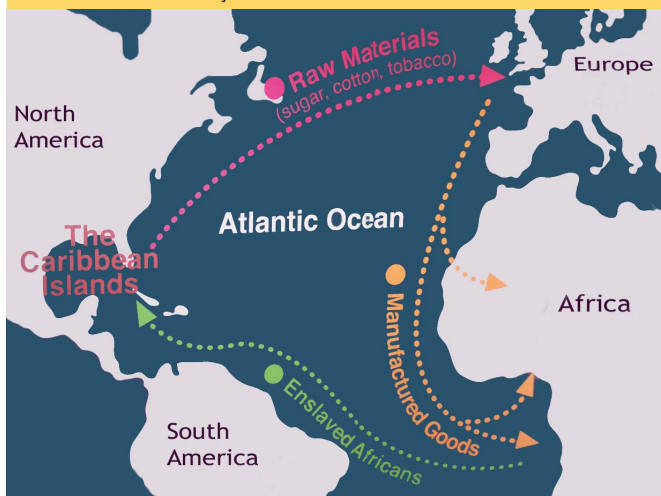 Raw Materials
(sugar, cotton, tobacco)
Europe
North
America
Atlantic Ocean
The
Caribbean
Islands
Manufactured Goods
Africa
Enslaved Africans
South
America